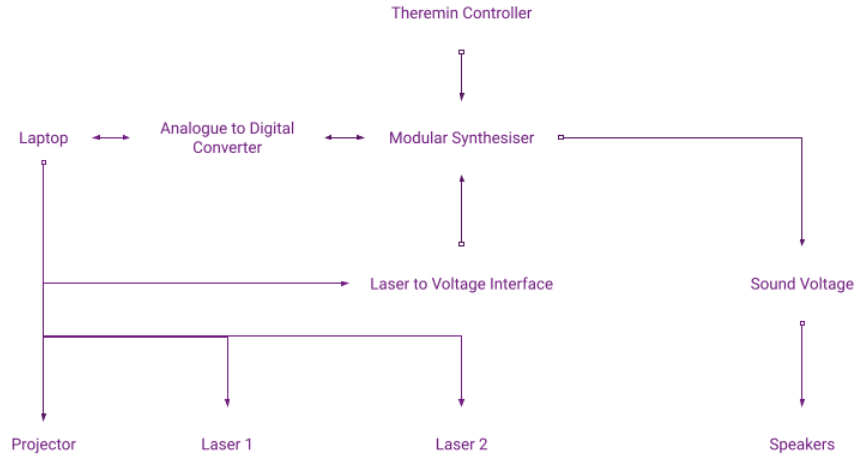 Theremin Controller
Laptop
Analogue to Digital
Converter
Modular Synthesiser
Laser to Voltage Interface
Sound Voltage
Projector
Laser 1
Laser 2
Speakers